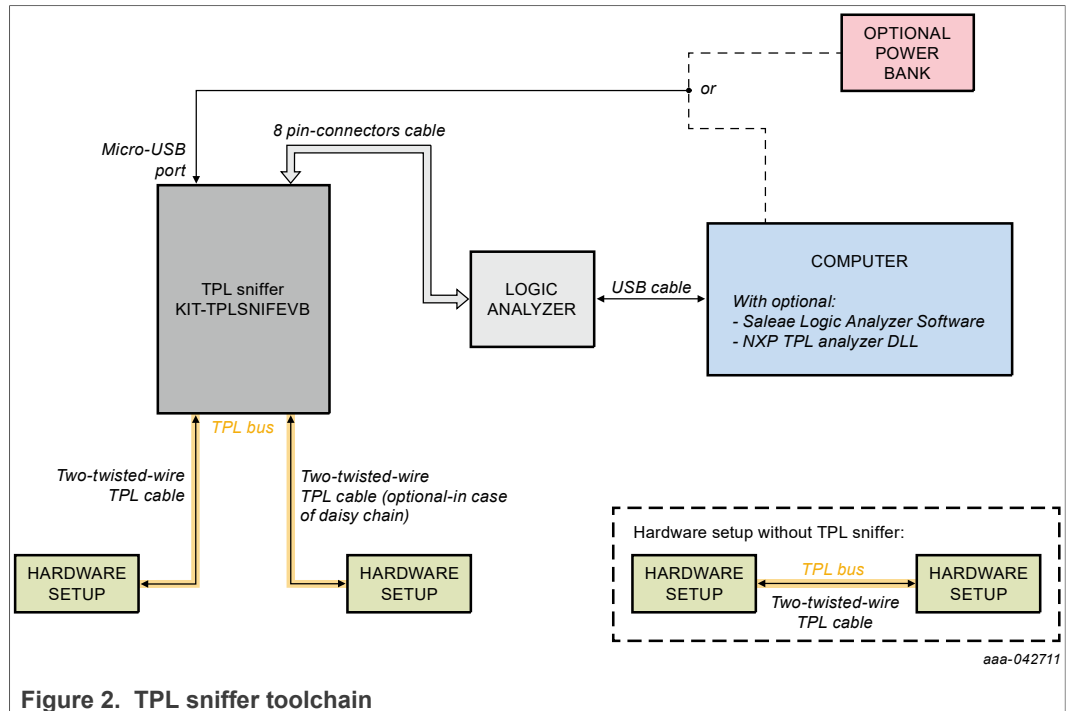 OPTIONAL
POWER
BANK
or
8 pin-connectors cable
Micro-USB
port
TPL sniffer
KIT-TPLSNIFEVB
LOGIC
ANALYZER
USB cable
COMPUTER
With optional:
- Saleae Logic Analyzer Software
- NXP TPL analyzer DLL
TPL bus
Two-twisted-wire
TPL cable
Two-twisted-wire
TPL cable (optional-in case
of daisy chain)
HARDWARE
SETUP
HARDWARE
SETUP
Hardware setup without TPL sniffer:
HARDWARE
SETUP
TPL bus
Two-twisted-wire
TPL cable
HARDWARE
SETUP
aaa-042711
Figure 2. TPL sniffer toolchain